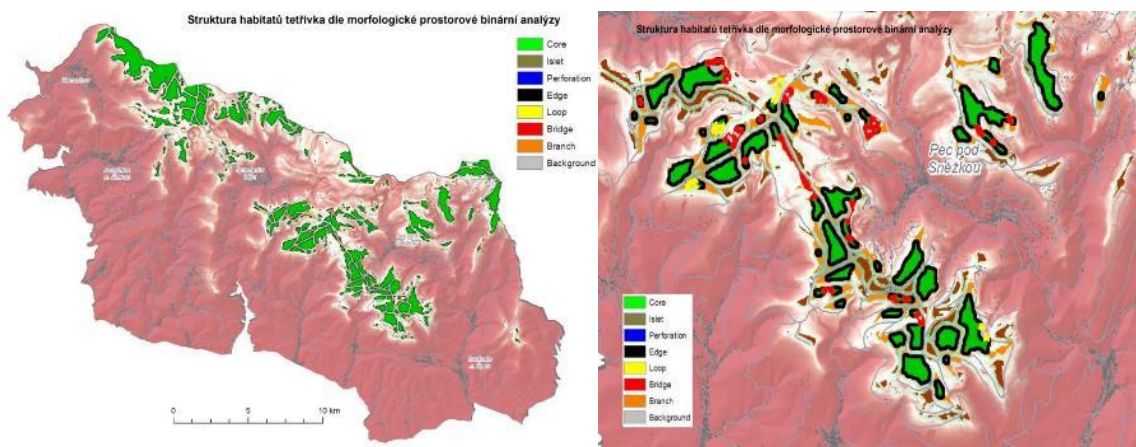 Struktura habitatů tetřívka dle morfologické prostorové binární analýzy
Core
Islet
Perforation
Edge
Loop
Bridge
Branch
Background
0 5 10 km
Struktura habitatů tetřívka dle morfologické prostorové binární analýzy
Pec pod
Sněžkou
Core
Islet
Perforation
Edge
Loop
Bridge
Branch
Background